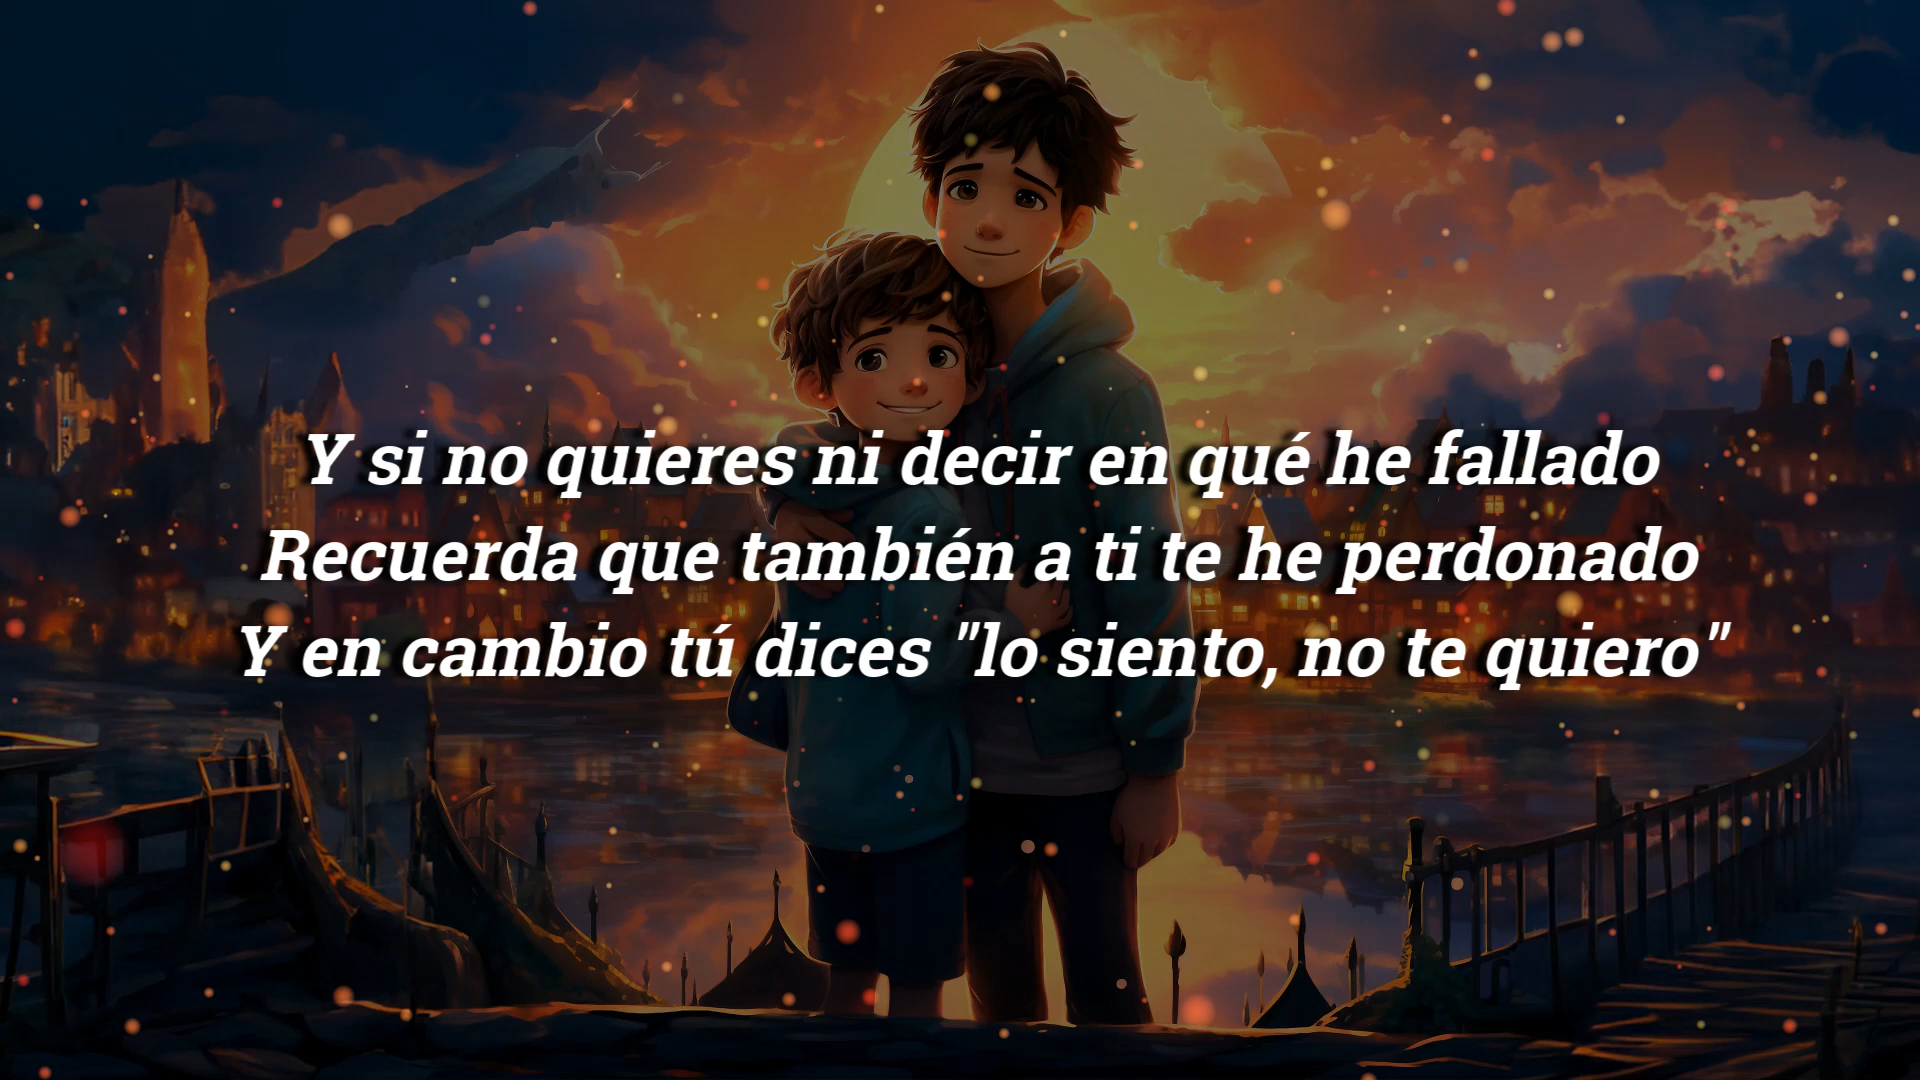 Y si no quieres ni decir en qué he fallado
Recuerda que también a ti te he perdonado
Y en cambio tú dices "lo siento, no te quiero"